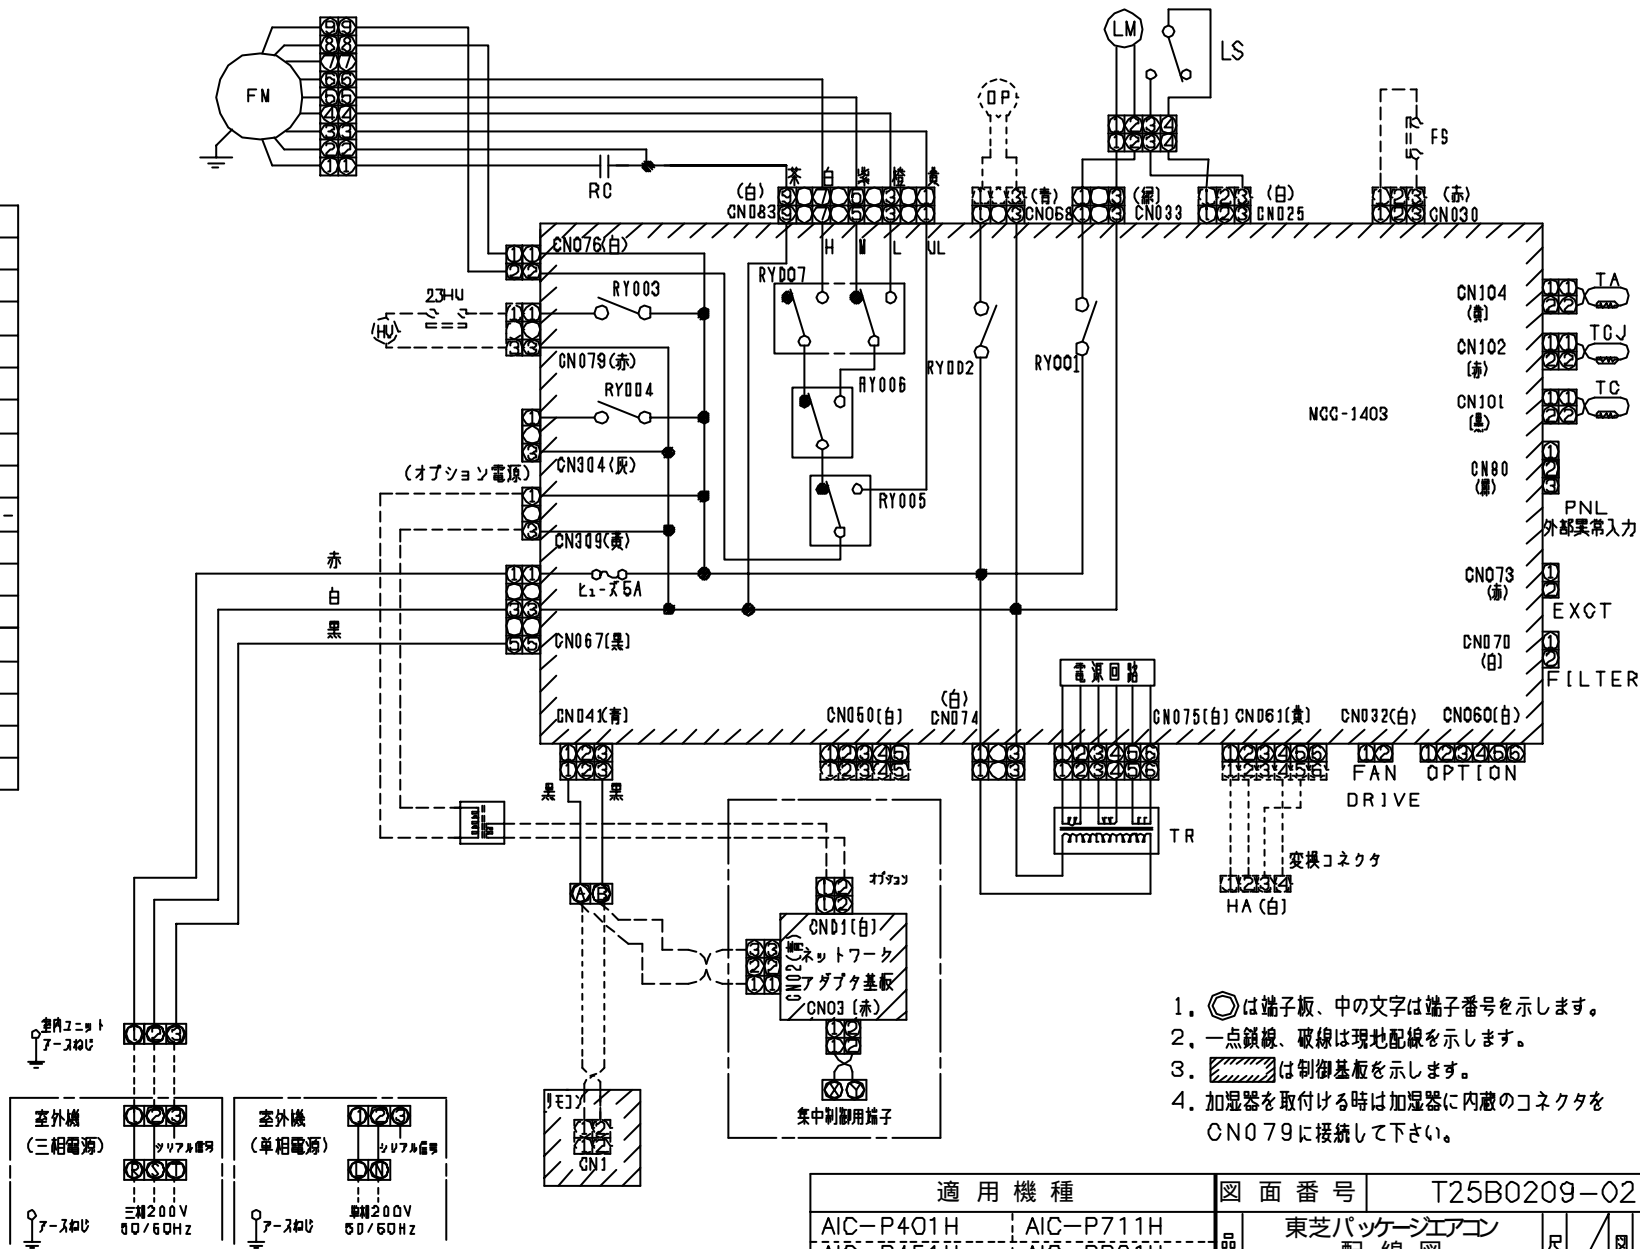 FM
RC
LM
LS
OP
FS
茶 白 紫 橙 黄
(白)
CN083
(青)
CN068
(緑)
CN033
(白)
CN025
(赤)
CN030
H M L UL
CN076(白)
RY007
RY003
23HU
HU
CN079(赤)
RY004
RY006
RY002
RY001
CN304(灰)
(オプション電源)
RY005
CN309(黄)
赤
ヒューズ5A
白
黒
CN067(黒)
MCC-1403
CN104
(黄)
TA
CN102
(赤)
TCJ
CN101
(黒)
TC
CN80
PNL
外部異常入力
CN073
(赤)
EXCT
CN070
(白)
FILTER
電源回路
CN041(青)
CN050(白)
(白)
CN074
CN075(白)
CN061(黄)
CN032(白)
CN060(白)
黒
黒
FAN
DRIVE
OPTION
TR
変換コネクタ
1 2 3 4
HA(白)
A B
オプション
CN01(白)
CN02(青)
ネットワーク
アダプタ基板
CN03(赤)
X Y
集中制御用端子
リモコン
CN1
室内ユニット
アースねじ
1 2 3
室外機
(三相電源)
1 2 3
シリアル信号
R S T
アースねじ
三相200V
50/60Hz
室外機
(単相電源)
1 2 3
シリアル信号
L N
アースねじ
単相200V
50/60Hz
1. ◎は端子板、中の文字は端子番号を示します。
2. 一点鎖線、破線は現地配線を示します。
3. は制御基板を示します。
4. 加湿器を取付ける時は加湿器に内蔵のコネクタを
CN079に接続して下さい。
適用機種
図面番号
T25B0209-02
AIC-P401H
AIC-P711H
東芝パッケージエアコン